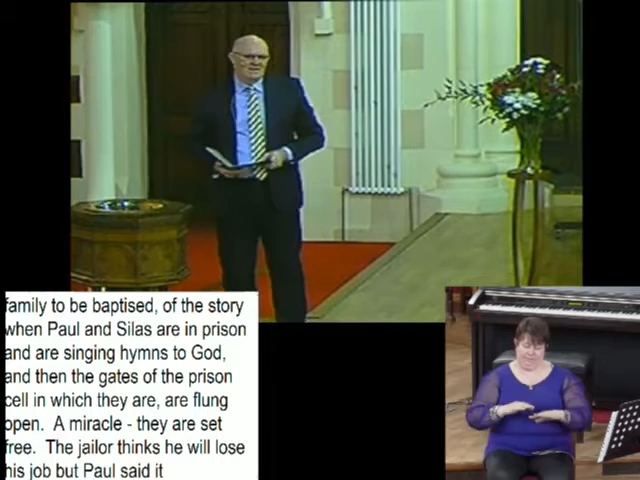 family to be baptised, of the story
when Paul and Silas are in prison
and are singing hymns to God,
and then the gates of the prison
cell in which they are, are flung
open. A miracle - they are set
free. The jailor thinks he will lose
his job but Paul said it